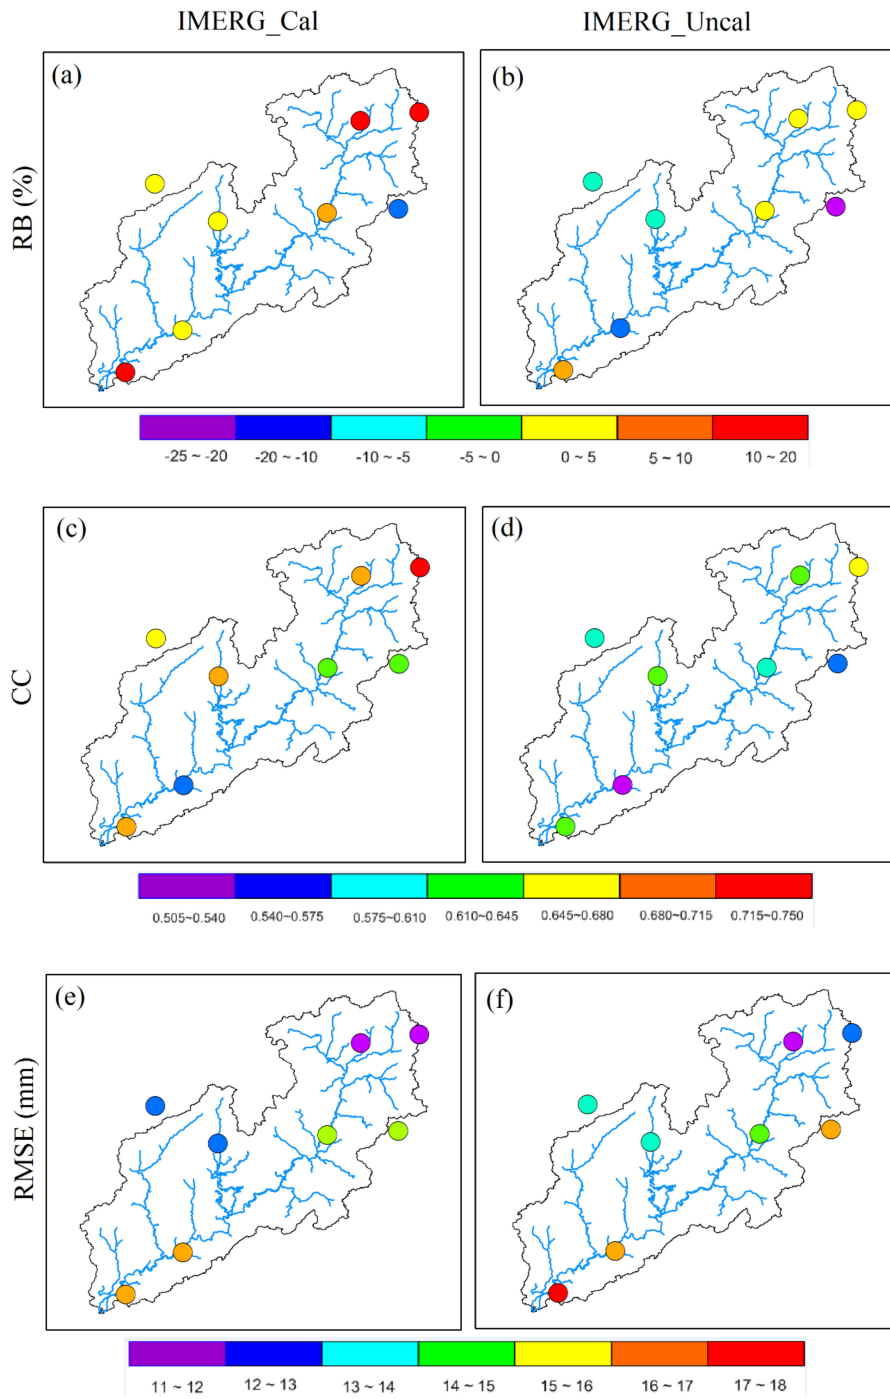 IMERG_Cal IMERG_Uncal
(a) (b)
RB (%)
-25 ~ -20 -20 ~ -10 -10 ~ -5 -5 ~ 0 0 ~ 5 5 ~ 10 10 ~ 20
(c) (d)
CC
0.505~0.540 0.540~0.575 0.575~0.610 0.610~0.645 0.645~0.680 0.680~0.715 0.715~0.750
(e) (f)
RMSE (mm)
11 ~ 12 12 ~ 13 13 ~ 14 14 ~ 15 15 ~ 16 16 ~ 17 17 ~ 18